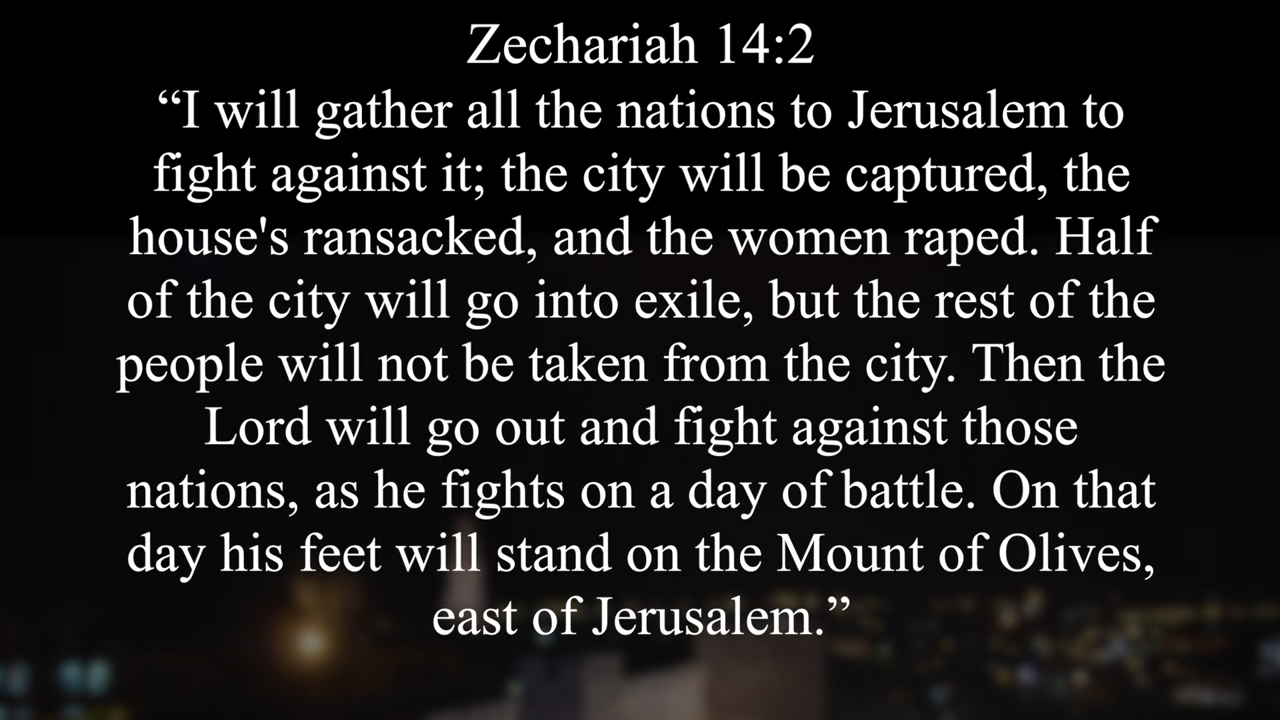 Zechariah 14:2
“I will gather all the nations to Jerusalem to
fight against it; the city will be captured, the
house's ransacked, and the women raped. Half
of the city will go into exile, but the rest of the
people will not be taken from the city. Then the
Lord will go out and fight against those
nations, as he fights on a day of battle. On that
day his feet will stand on the Mount of Olives,
east of Jerusalem.”